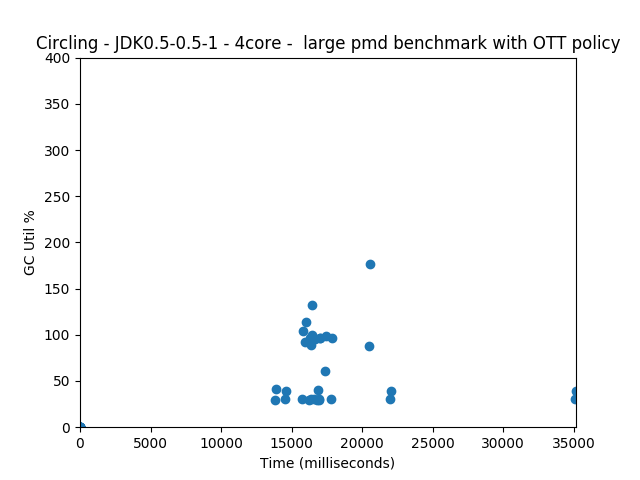 Circling - JDK0.5-0.5-1 - 4core -  large pmd benchmark with OTT policy
400
350
300
250
200
150
100
50
0
GC Util %
0 5000 10000 15000 20000 25000 30000 35000
Time (milliseconds)